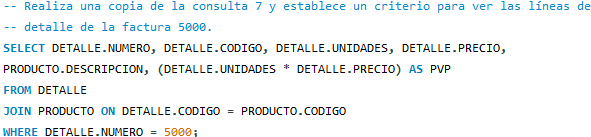 -- Realiza una copia de la consulta 7 y establece un criterio para ver las líneas de
-- detalle de la factura 5000.
SELECT DETALLE.NUMERO, DETALLE.CODIGO, DETALLE.UNIDADES, DETALLE.PRECIO,
PRODUCTO.DESCRIPCION, (DETALLE.UNIDADES * DETALLE.PRECIO) AS PVP
FROM DETALLE
JOIN PRODUCTO ON DETALLE.CODIGO = PRODUCTO.CODIGO
WHERE DETALLE.NUMERO = 5000;